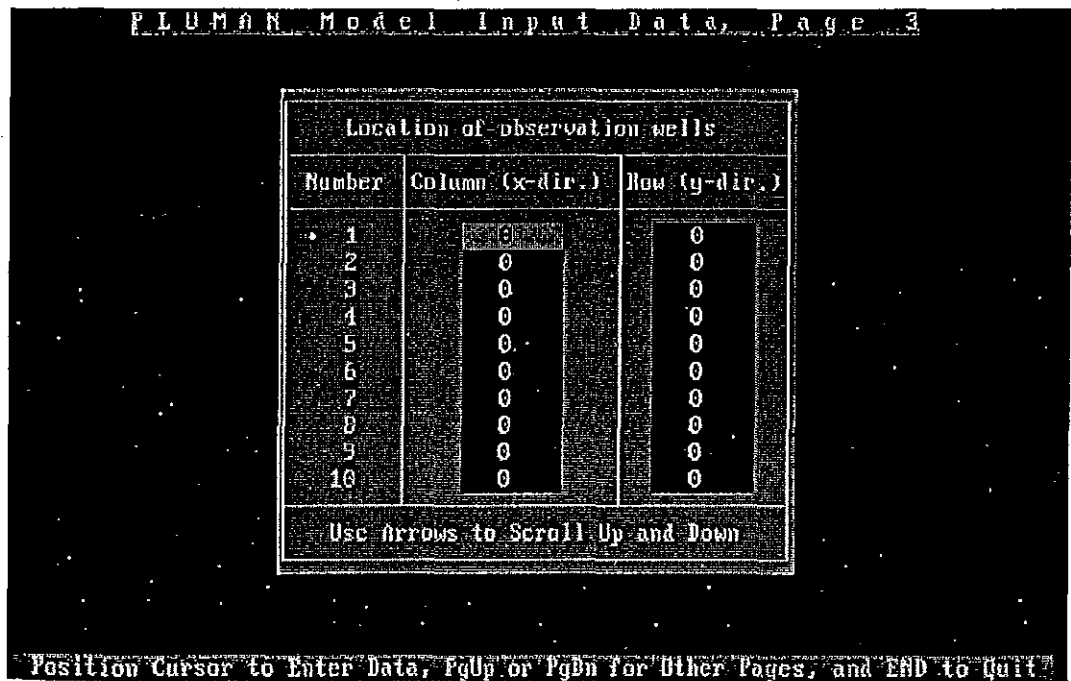 PLUMAN Model Input Data, Page 3
Location of observation wells
Number Column (x-dir.) Row (y-dir.)
1 0 0
2 0 0
3 0 0
4 0 0
5 0 0
6 0 0
7 0 0
8 0 0
9 0 0
10 0 0
Use Arrows to Scroll Up and Down
Position Cursor to Enter Data, PgUp or PgDn for Other Pages, and END to Quit